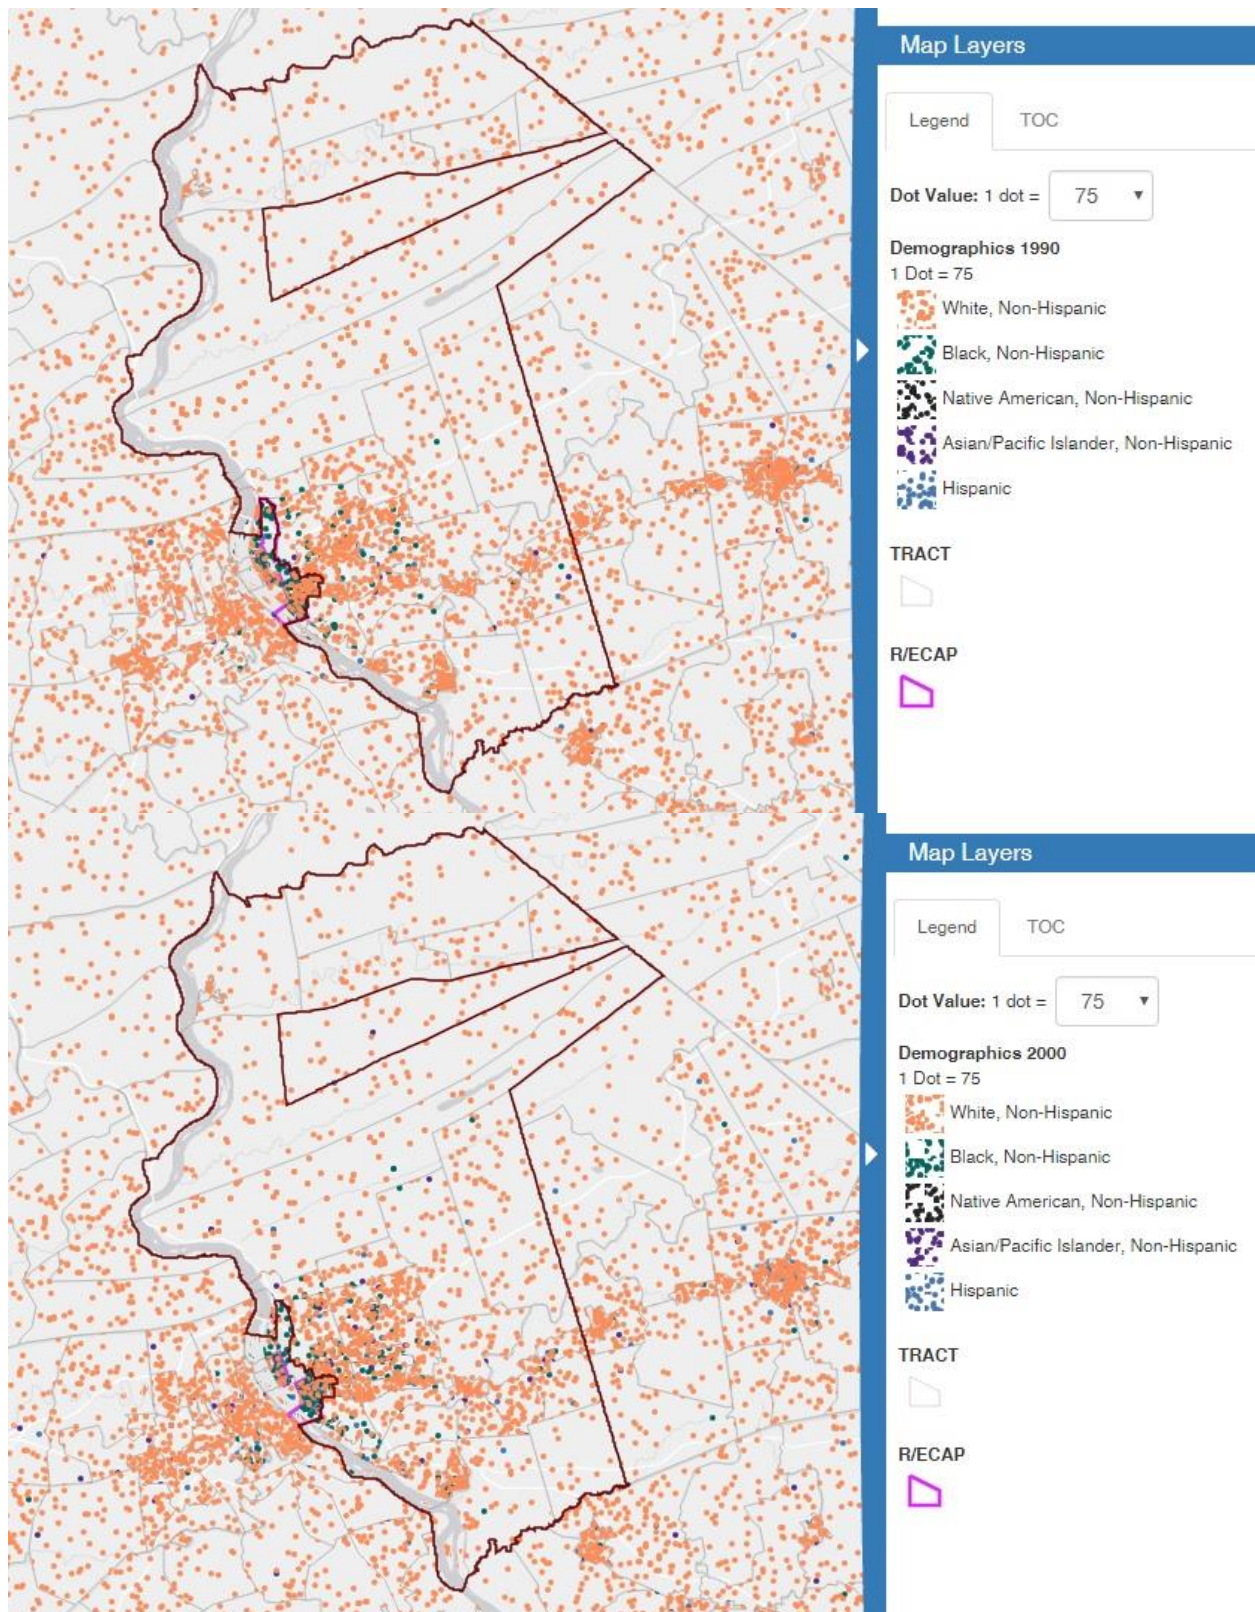 Map Layers
Legend TOC
Dot Value: 1 dot = 75
Demographics 1990
1 Dot = 75
White, Non-Hispanic
Black, Non-Hispanic
Native American, Non-Hispanic
Asian/Pacific Islander, Non-Hispanic
Hispanic
TRACT
R/ECAP
Map Layers
Legend TOC
Dot Value: 1 dot = 75
Demographics 2000
1 Dot = 75
White, Non-Hispanic
Black, Non-Hispanic
Native American, Non-Hispanic
Asian/Pacific Islander, Non-Hispanic
Hispanic
TRACT
R/ECAP